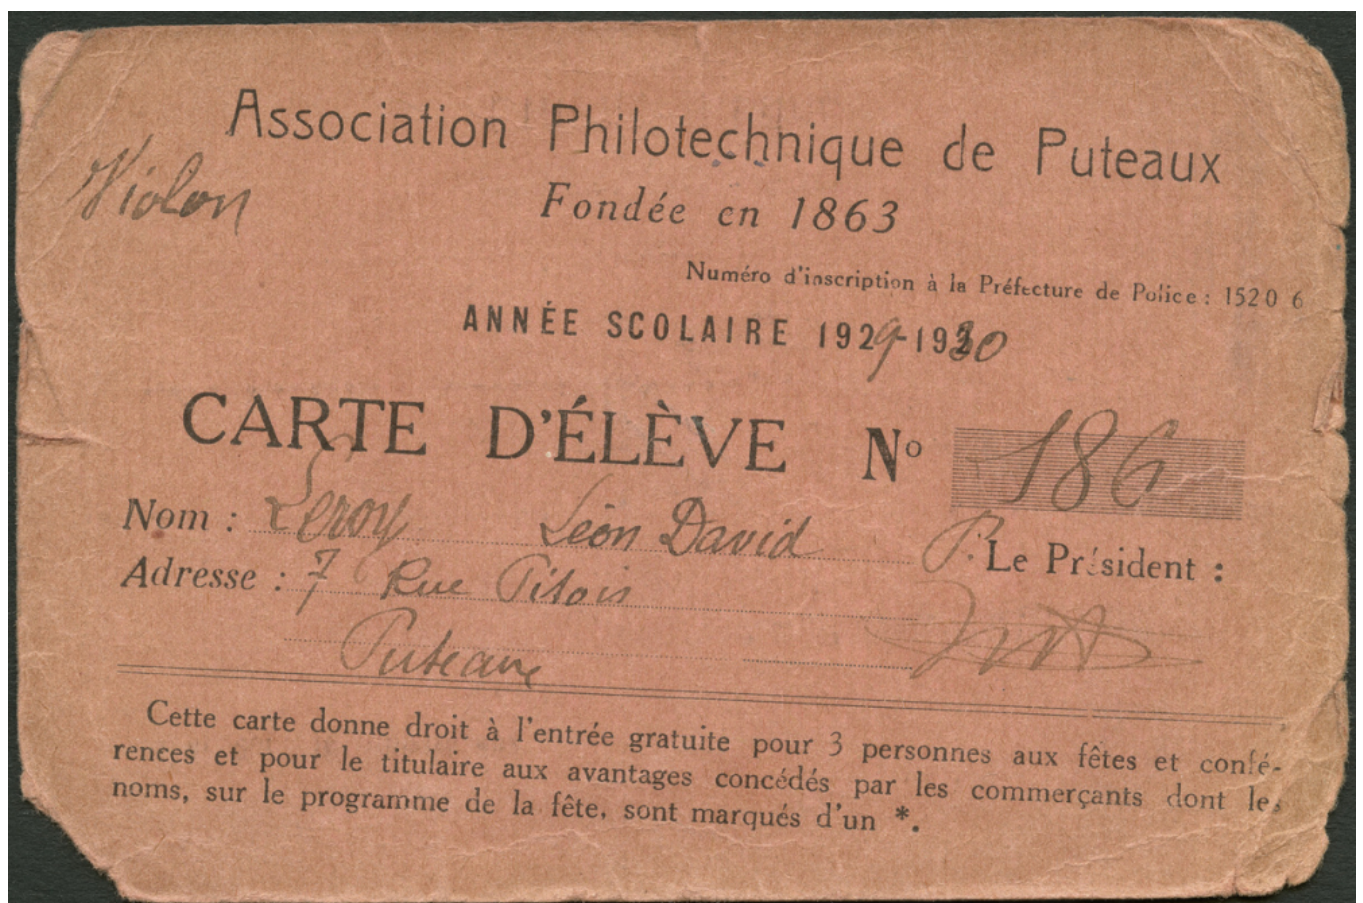 Association Philotechnique de Puteaux
Violon
Fondée en 1863
Numéro d'inscription à la Préfecture de Police : 1520 6
ANNÉE SCOLAIRE 1929-1930
CARTE D'ÉLÈVE Nº 186
Nom : Leroy Léon David
P. Le Président :
Adresse : 7 Rue Pitois
Puteaux
Cette carte donne droit à l'entrée gratuite pour 3 personnes aux fêtes et confé-
rences et pour le titulaire aux avantages concédés par les commerçants dont les
noms, sur le programme de la fête, sont marqués d'un *.